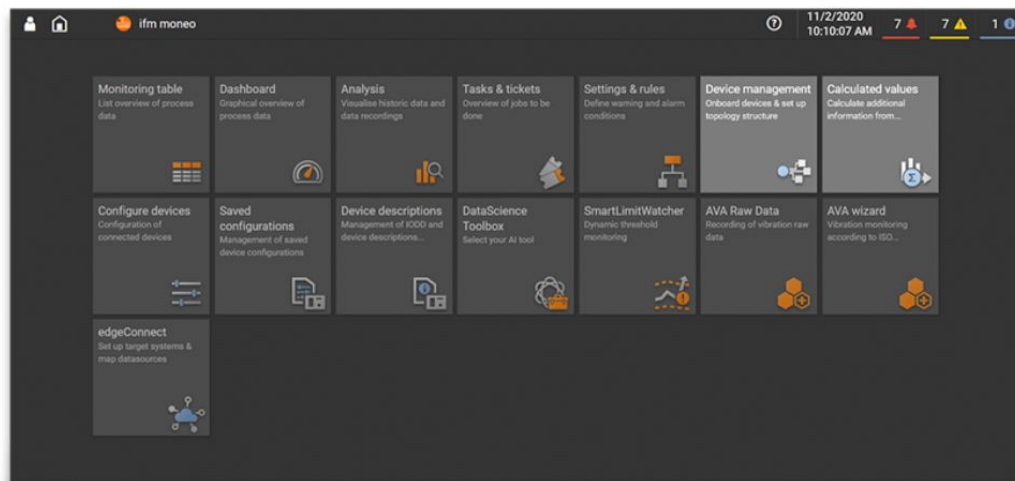 ifm moneo
11/2/2020
10:10:07 AM
7
7
1
Monitoring table
List overview of process
data
Dashboard
Graphical overview of
process data
Analysis
Visualise historic data and
data recordings
Tasks & tickets
Overview of jobs to be
done
Settings & rules
Define warning and alarm
conditions
Device management
Onboard devices & set up
topology structure
Calculated values
Calculate additional
information from...
Configure devices
Configuration of
connected devices
Saved
configurations
Management of saved
device configurations
Device descriptions
Management of IODD and
device descriptions...
DataScience
Toolbox
Select your AI tool
SmartLimitWatcher
Dynamic threshold
monitoring
AVA Raw Data
Recording of vibration raw
data
AVA wizard
Vibration monitoring
according to ISO...
edgeConnect
Set up target systems &
map datasources